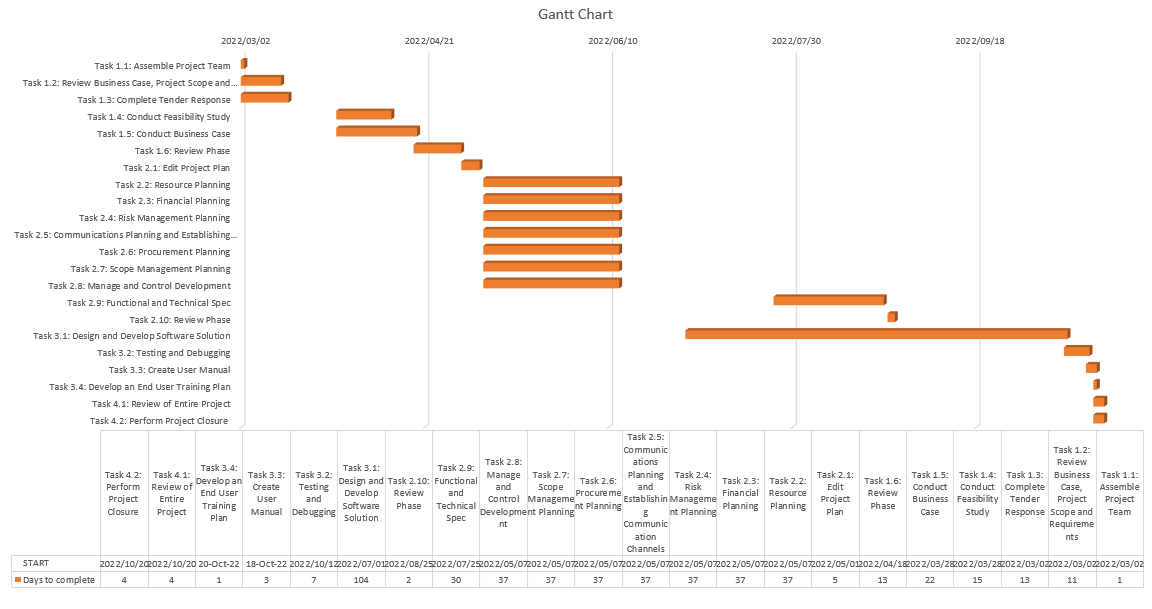 Gantt Chart
2022/03/02 2022/04/21 2022/06/10 2022/07/30 2022/09/18
Task 1.1: Assemble Project Team
Task 1.2: Review Business Case, Project Scope and...
Task 1.3: Complete Tender Response
Task 1.4: Conduct Feasibility Study
Task 1.5: Conduct Business Case
Task 1.6: Review Phase
Task 2.1: Edit Project Plan
Task 2.2: Resource Planning
Task 2.3: Financial Planning
Task 2.4: Risk Management Planning
Task 2.5: Communications Planning and Establishing...
Task 2.6: Procurement Planning
Task 2.7: Scope Management Planning
Task 2.8: Manage and Control Development
Task 2.9: Functional and Technical Spec
Task 2.10: Review Phase
Task 3.1: Design and Develop Software Solution
Task 3.2: Testing and Debugging
Task 3.3: Create User Manual
Task 3.4: Develop an End User Training Plan
Task 4.1: Review of Entire Project
Task 4.2: Perform Project Closure
Task 4.2:
Perform
Project
Closure
Task 4.1:
Review of
Entire
Project
Task 3.4:
Develop an
End User
Training
Plan
Task 3.3:
Create
User
Manual
Task 3.2:
Testing
and
Debugging
Task 3.1:
Design and
Develop
Software
Solution
Task 2.10:
Review
Phase
Task 2.9:
Functional
and
Technical
Spec
Task 2.8:
Manage
and
Control
Developme
nt
Task 2.7:
Scope
Manageme
nt Planning
Task 2.6:
Procureme
nt Planning
Task 2.5:
Communic
ations
Planning
and
Establishin
g
Communic
ation
Channels
Task 2.4:
Risk
Manageme
nt Planning
Task 2.3:
Financial
Planning
Task 2.2:
Resource
Planning
Task 2.1:
Edit
Project
Plan
Task 1.6:
Review
Phase
Task 1.5:
Conduct
Business
Case
Task 1.4:
Conduct
Feasibility
Study
Task 1.3:
Complete
Tender
Response
Task 1.2:
Review
Business
Case,
Project
Scope and
Requireme
nts
Task 1.1:
Assemble
Project
Team
START 2022/10/20 2022/10/20 20-Oct-22 18-Oct-22 2022/10/12 2022/07/01 2022/08/25 2022/07/25 2022/05/07 2022/05/07 2022/05/07 2022/05/07 2022/05/07 2022/05/07 2022/05/07 2022/05/01 2022/04/18 2022/03/28 2022/03/28 2022/03/02 2022/03/02 2022/03/02
Days to complete 4 4 1 3 7 104 2 30 37 37 37 37 37 37 37 5 13 22 15 13 11 1